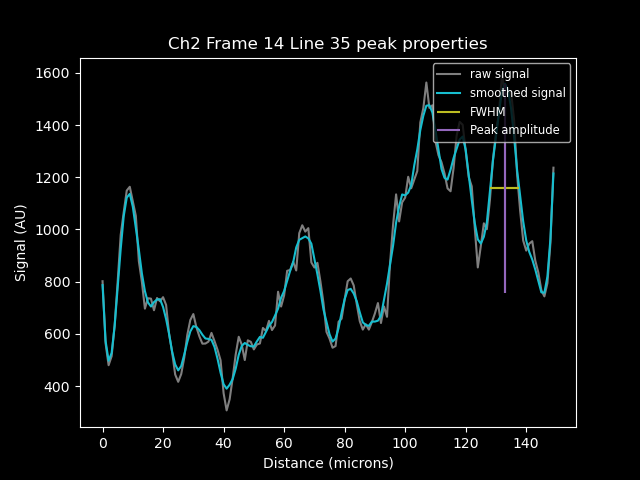 Ch2 Frame 14 Line 35 peak properties
raw signal
smoothed signal
FWHM
Peak amplitude
Signal (AU)
1600
1400
1200
1000
800
600
400
0 20 40 60 80 100 120 140
Distance (microns)